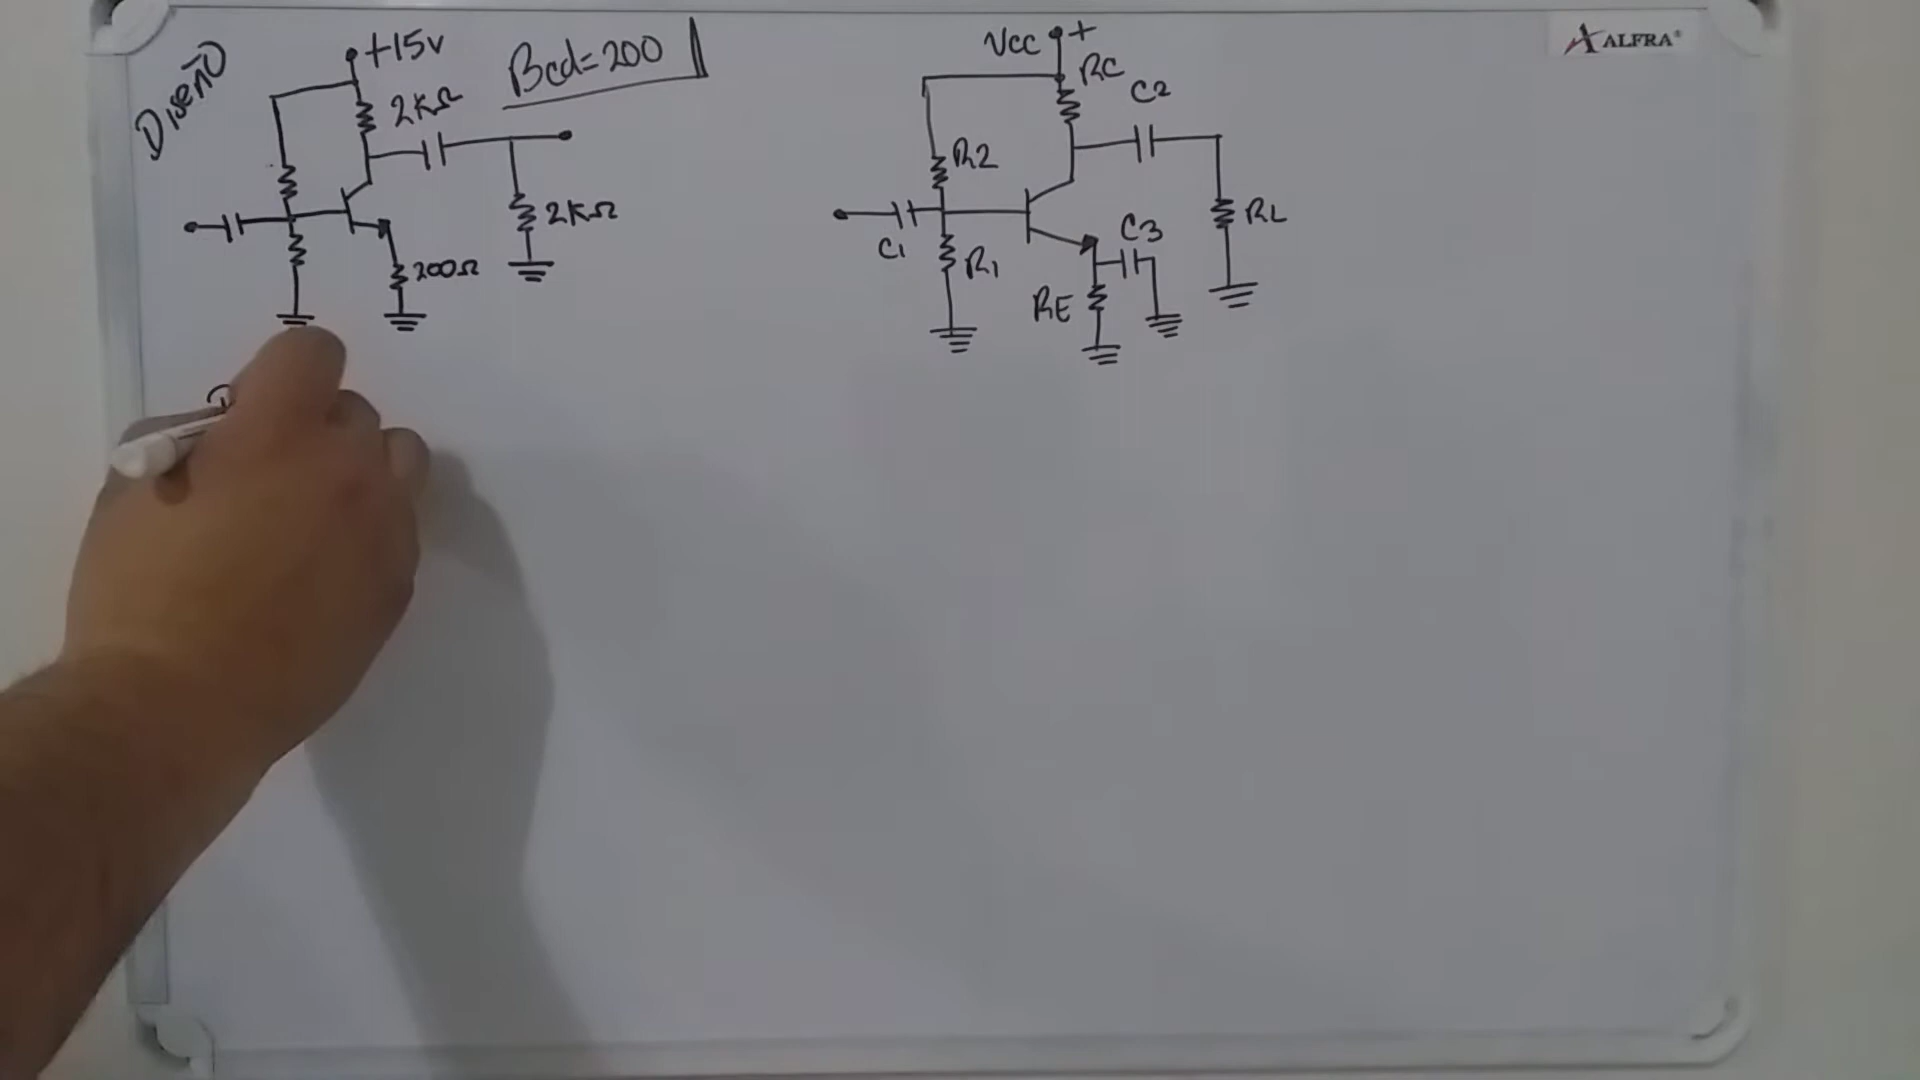 Diseño
+15v
2KΩ
Bcd=200
2KΩ
200Ω
Vcc +
RC
C2
R2
C1
R1
C3
RE
RL
ALFRA®